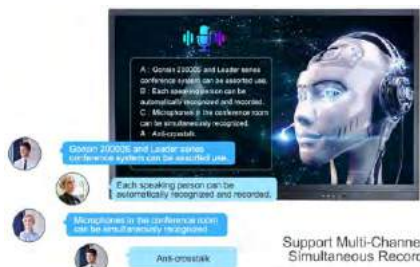 A : Gonsin 20000S and Leader series
conference system can be assorted use.
B : Each speaking person can be
automatically recognized and recorded.
C : Microphones in the conference room
can be simultaneously recognized.
A : Anti-crosstalk
Gonsin 20000S and Leader series
conference system can be assorted use.
Each speaking person can be
automatically recognized and recorded.
Microphones in the conference room
can be simultaneously recognized
Anti-crosstalk
Support Multi-Channe
Simultaneous Reco